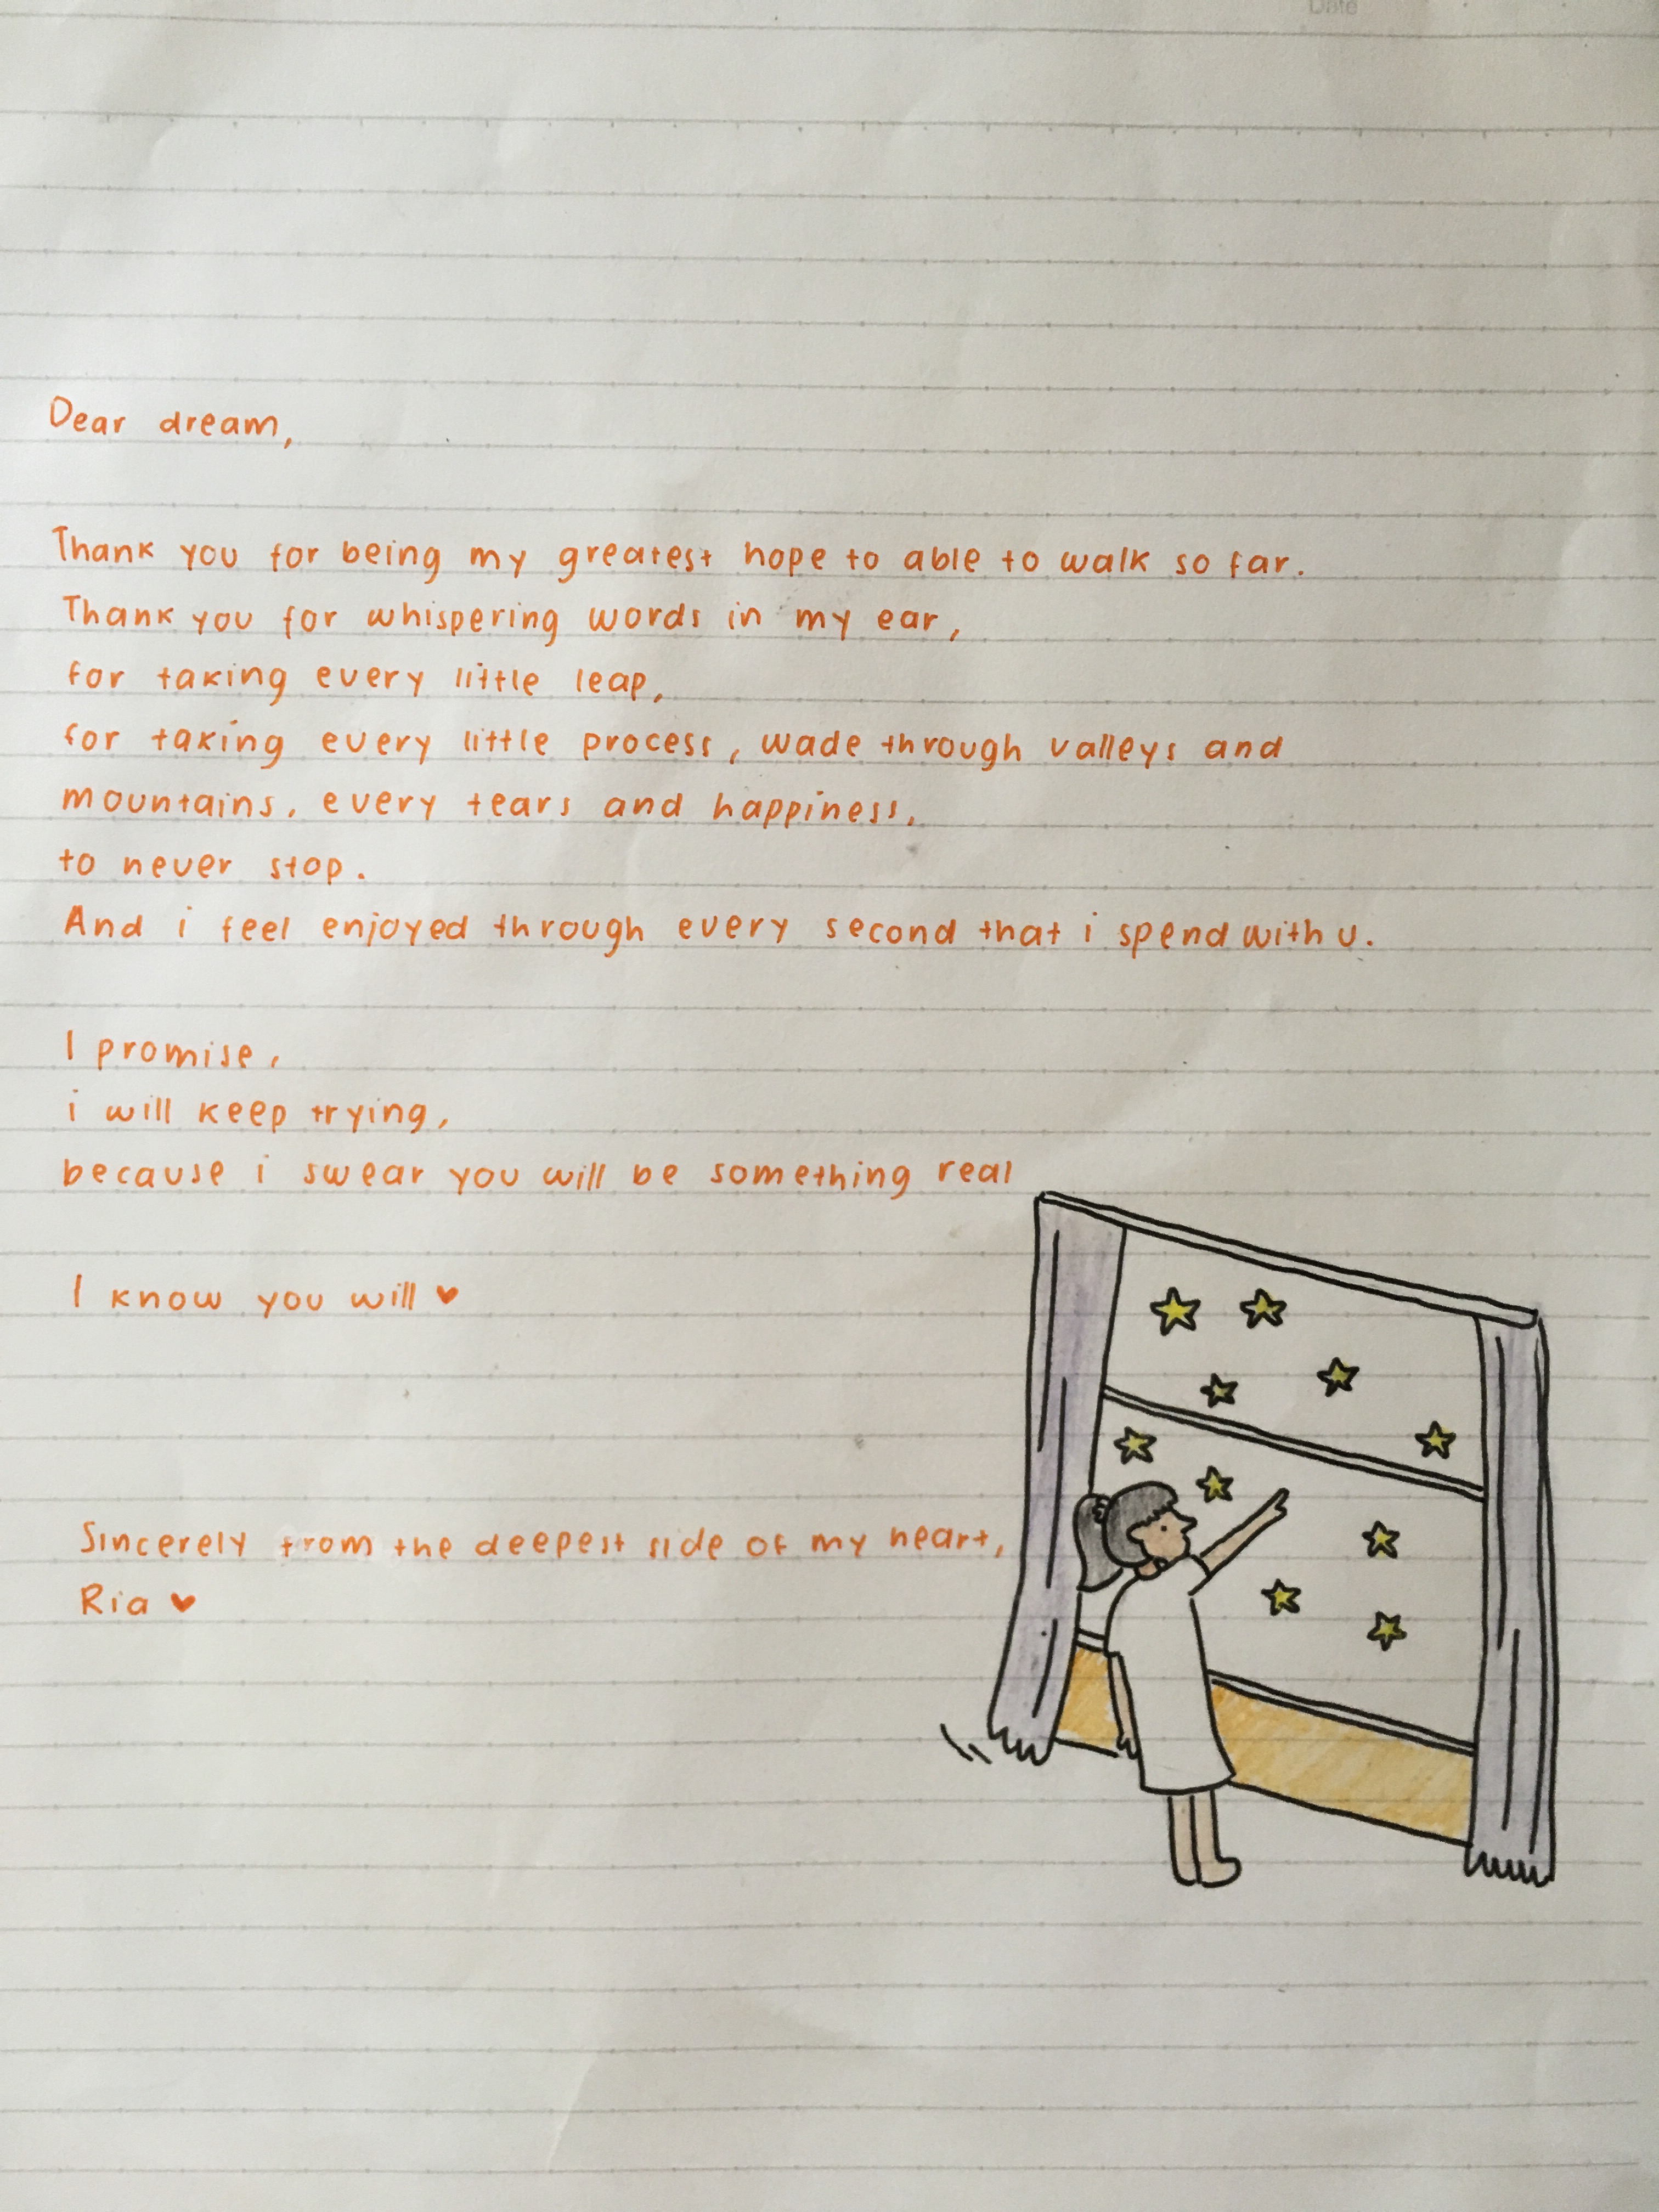 Date
Dear dream,
Thank you for being my greatest hope to able to walk so far.
Thank you for whispering words in my ear,
for taking every little leap,
for taking every little process, wade through valleys and
mountains, every tears and happiness,
to never stop.
And i feel enjoyed through every second that i spend with u.
I promise,
i will keep trying,
because i swear you will be something real
I know you will ♥
Sincerely from the deepest side of my heart,
Ria ♥